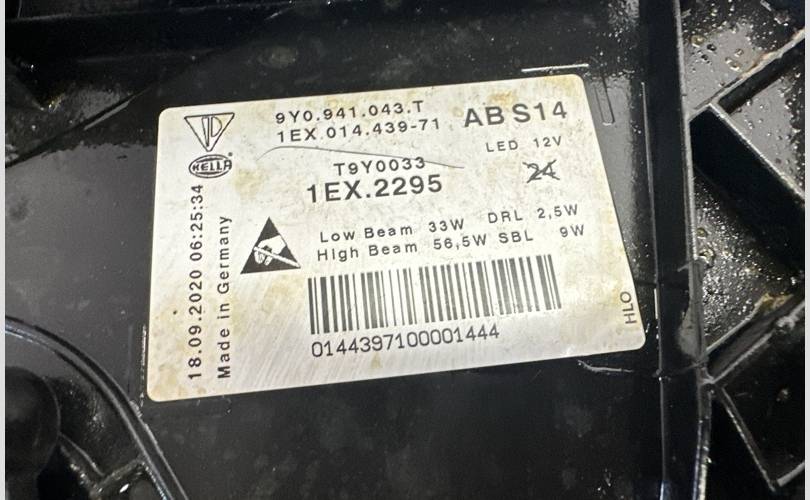 9Y0.941.043.T
1EX.014.439-71
AB S14
HELLA
T9Y0033
LED 12V
1EX.2295
24
Low Beam 33W DRL 2,5W
High Beam 56,5W SBL 9W
18.09.2020 06:25:34
Made in Germany
HLO
0144397100001444